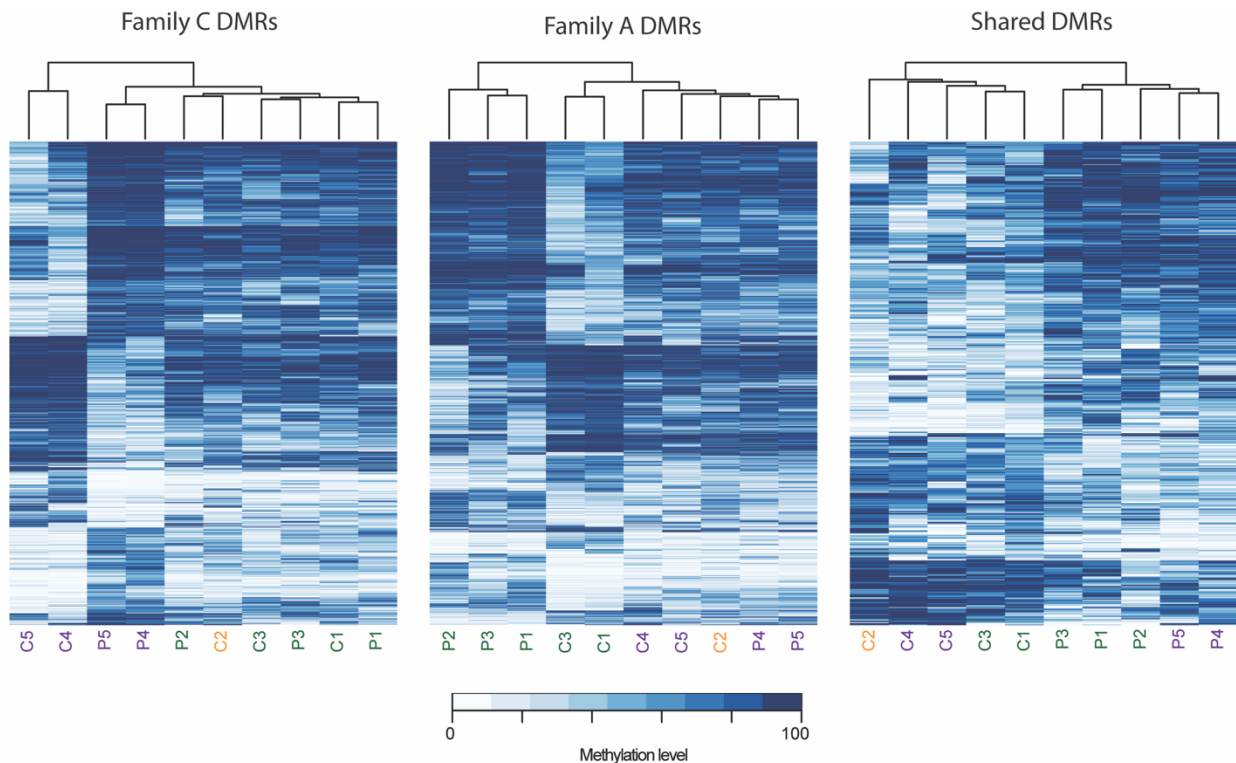 Family C DMRs
Family A DMRs
Shared DMRs
C5 C4 P5 P4 P2 C2 C3 P3 C1 P1
P2 P3 P1 C3 C1 C4 C5 C2 P4 P5
C2 C4 C5 C3 C1 P3 P1 P2 P5 P4
0 100
Methylation level